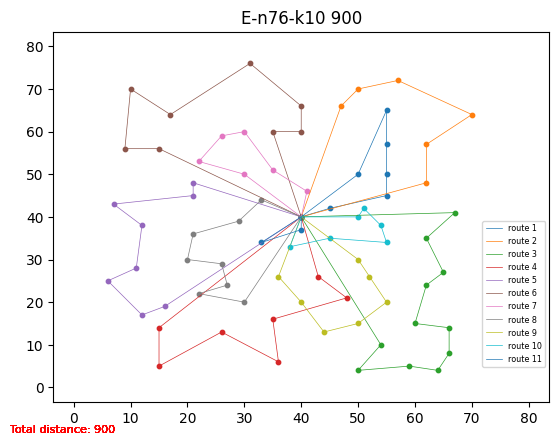 E-n76-k10 900
80
70
60
50
40
30
20
10
0
0 10 20 30 40 50 60 70 80
route 1
route 2
route 3
route 4
route 5
route 6
route 7
route 8
route 9
route 10
route 11
Total distance: 900